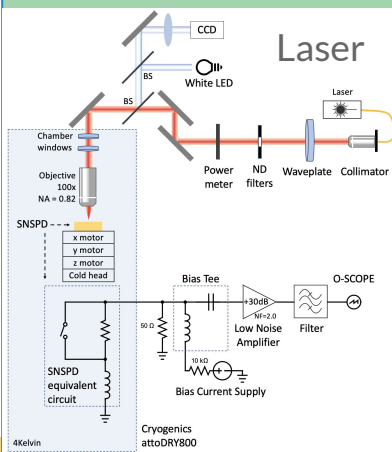 CCD
Laser
BS
White LED
BS
Laser
Chamber
windows
Power
meter
ND
filters
Waveplate
Collimator
Objective
100x
NA = 0.82
SNSPD
x motor
y motor
z motor
Cold head
Bias Tee
O-SCOPE
+30dB
NF=2.0
50 Ω
Low Noise
Amplifier
Filter
10 kΩ
SNSPD
equivalent
circuit
Bias Current Supply
Cryogenics
attoDRY800
4Kelvin